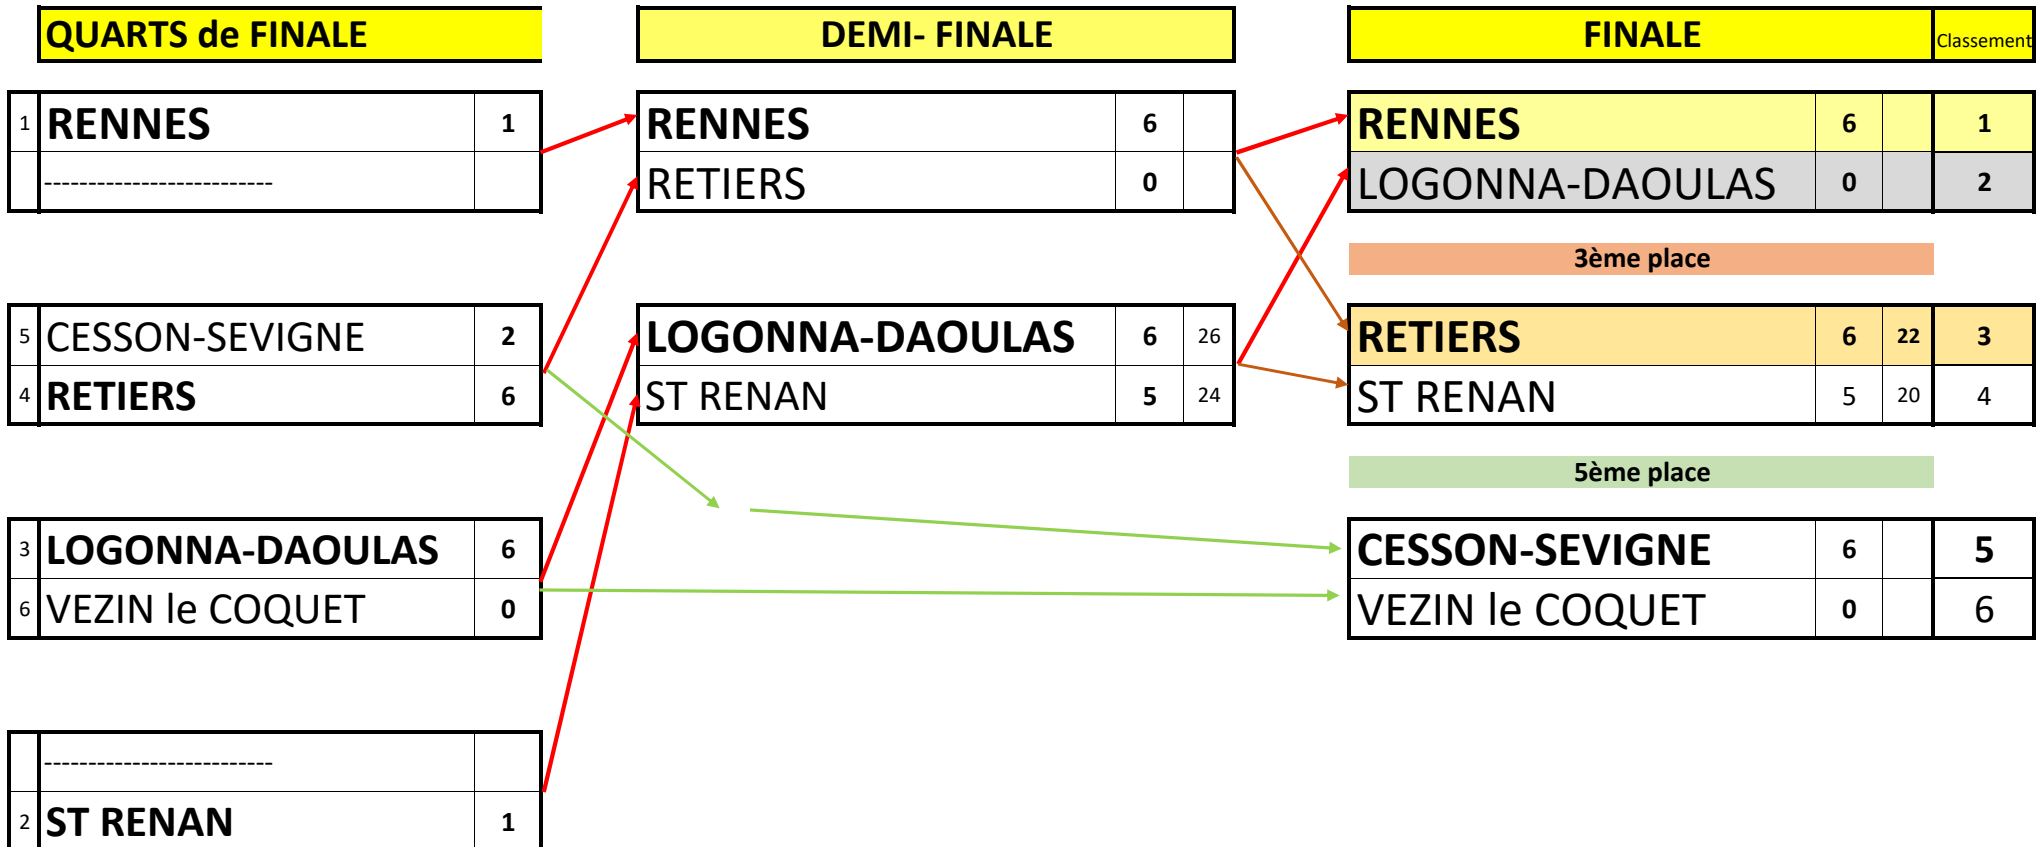 QUARTS de FINALE
DEMI- FINALE
FINALE
Classement
1 RENNES 1
--------------------------
5 CESSON-SEVIGNE 2
4 RETIERS 6
3 LOGONNA-DAOULAS 6
6 VEZIN le COQUET 0
--------------------------
2 ST RENAN 1
RENNES 6
RETIERS 0
LOGONNA-DAOULAS 6 26
ST RENAN 5 24
RENNES 6 1
LOGONNA-DAOULAS 0 2
3ème place
RETIERS 6 22 3
ST RENAN 5 20 4
5ème place
CESSON-SEVIGNE 6 5
VEZIN le COQUET 0 6